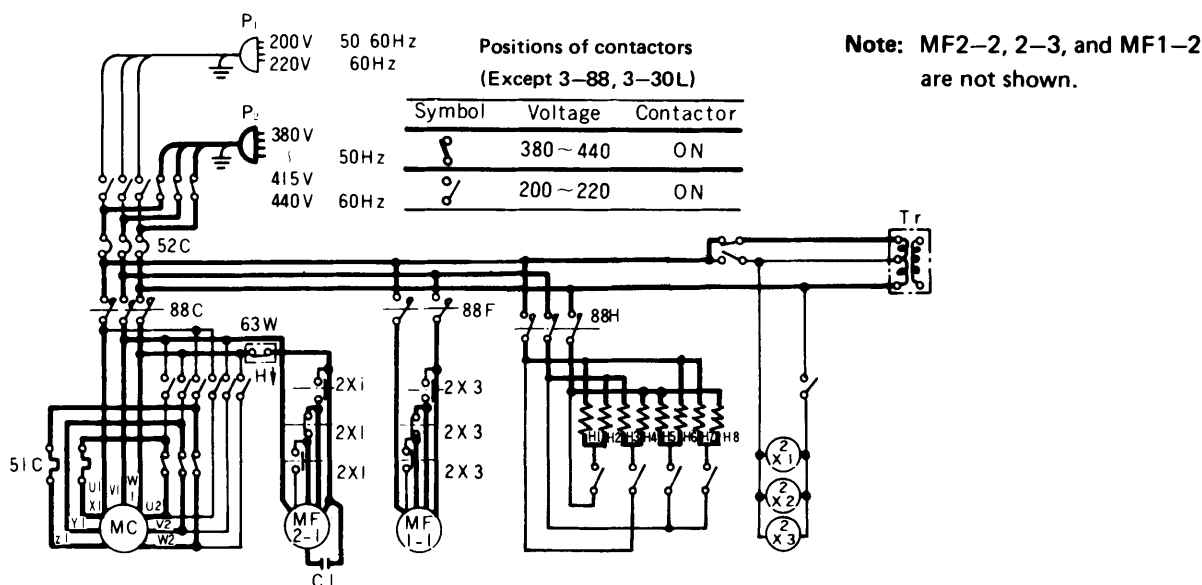 P1
200V 50 60Hz
220V 60Hz
P2
380V
~ 50Hz
415V
440V 60Hz
Positions of contactors
(Except 3–88, 3–30L)
Symbol Voltage Contactor
380~440 ON
200~220 ON
Note: MF2–2, 2–3, and MF1–2
are not shown.
Tr
52C
88C
63W
88F
88H
H
2X1
2X3
2X1
2X3
2X1
2X3
H1 H2 H3 H4 H5 H6 H7 H8
51C
U1 V1 W1
X1 U2
Y1 V2
Z1 W2
MC
MF
2-1
MF
1-1
C1
2
X1
2
X2
2
X3